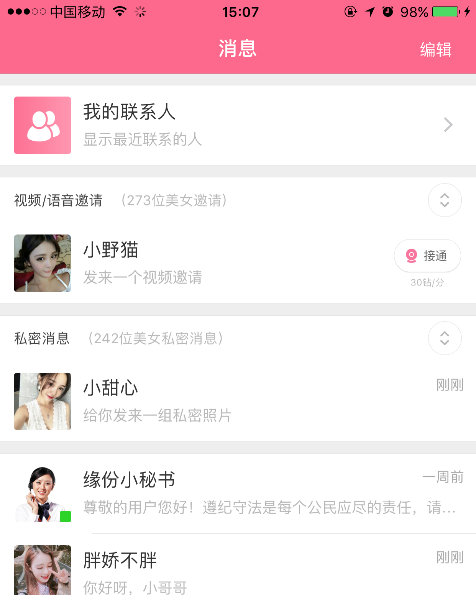 中国移动 15:07 98%
消息 编辑
我的联系人
显示最近联系的人
视频/语音邀请 （273位美女邀请）
小野猫
接通
发来一个视频邀请
30钻/分
私密消息 （242位美女私密消息）
小甜心 刚刚
给你发来一组私密照片
缘份小秘书 一周前
尊敬的用户您好！遵纪守法是每个公民应尽的责任，请...
胖娇不胖 刚刚
你好呀，小哥哥